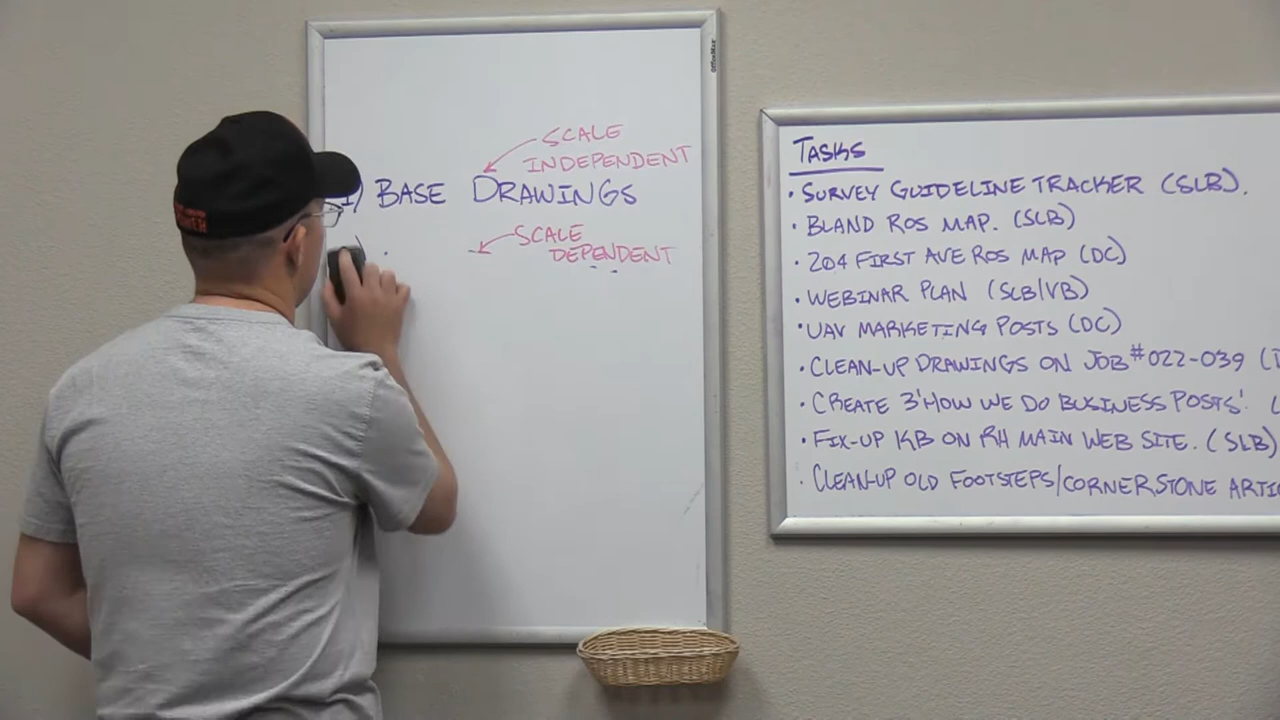 OfficeMax
SCALE
INDEPENDENT
1) BASE DRAWINGS
SCALE
DEPENDENT
TASKS
• SURVEY GUIDELINE TRACKER (SLB).
• BLAND ROS MAP. (SLB)
• 204 FIRST AVE ROS MAP (DC)
• WEBINAR PLAN (SLB/VB)
• UAV MARKETING POSTS (DC)
• CLEAN-UP DRAWINGS ON JOB #022-039 (
• CREATE 3 'HOW WE DO BUSINESS POSTS'. (
• FIX-UP KB ON RH MAIN WEB SITE. (SLB)
• CLEAN-UP OLD FOOTSTEPS/CORNERSTONE ARTIC